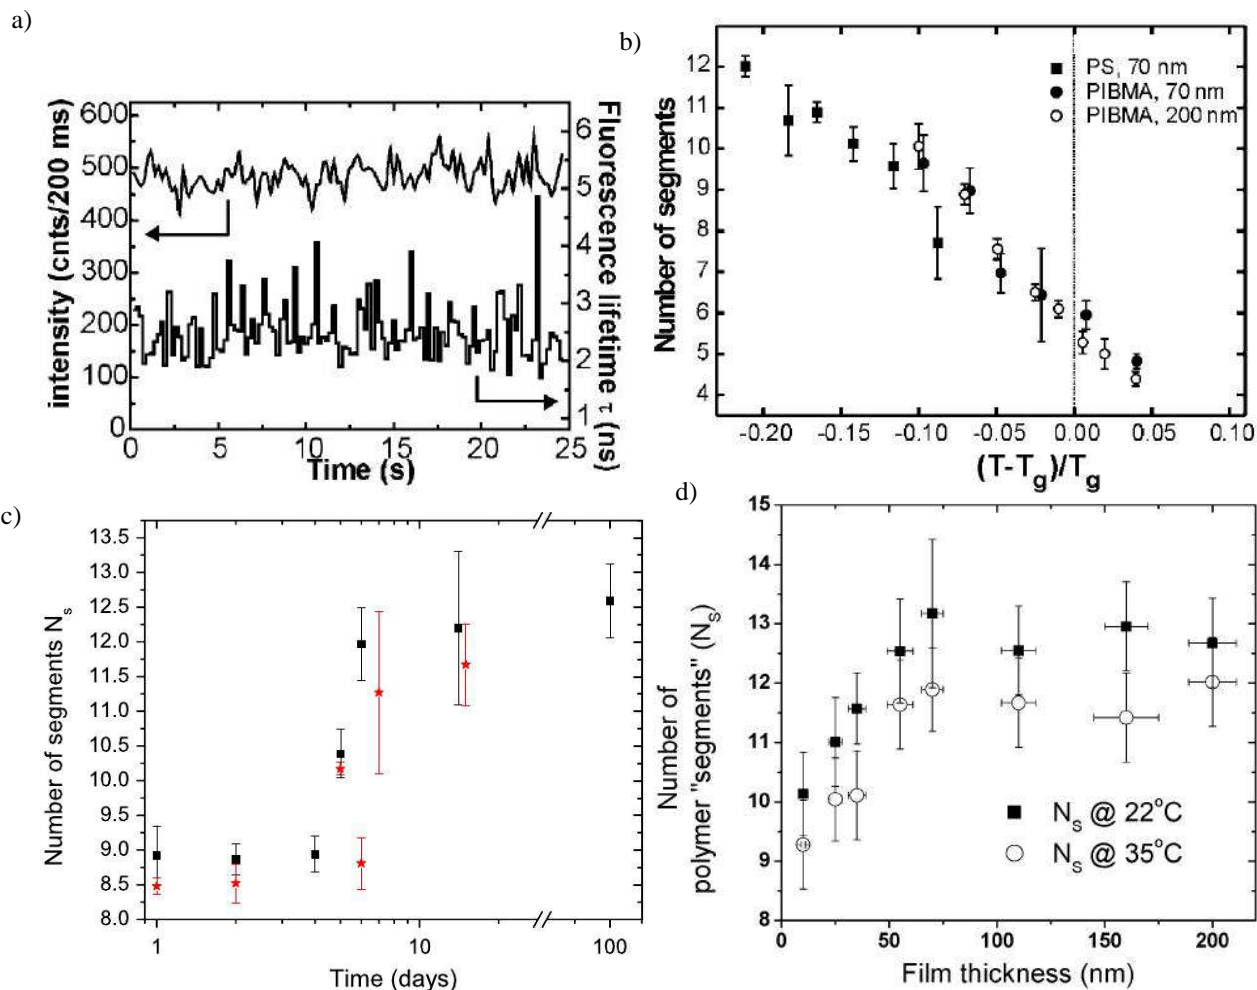 a)
600
500
400
300
200
100
0
intensity (cnts/200 ms)
6
5
4
3
2
1
Fluorescence lifetime τ (ns)
0 5 10 15 20 25
Time (s)
b)
12
11
10
9
8
7
6
5
4
Number of segments
PS, 70 nm
PIBMA, 70 nm
PIBMA, 200 nm
-0.20 -0.15 -0.10 -0.05 0.00 0.05 0.10
(T-Tg)/Tg
c)
13.5
13.0
12.5
12.0
11.5
11.0
10.5
10.0
9.5
9.0
8.5
8.0
Number of segments Ns
1 10 100
Time (days)
d)
15
14
13
12
11
10
9
8
Number of
polymer "segments" (Ns)
Ns @ 22°C
Ns @ 35°C
0 50 100 150 200
Film thickness (nm)